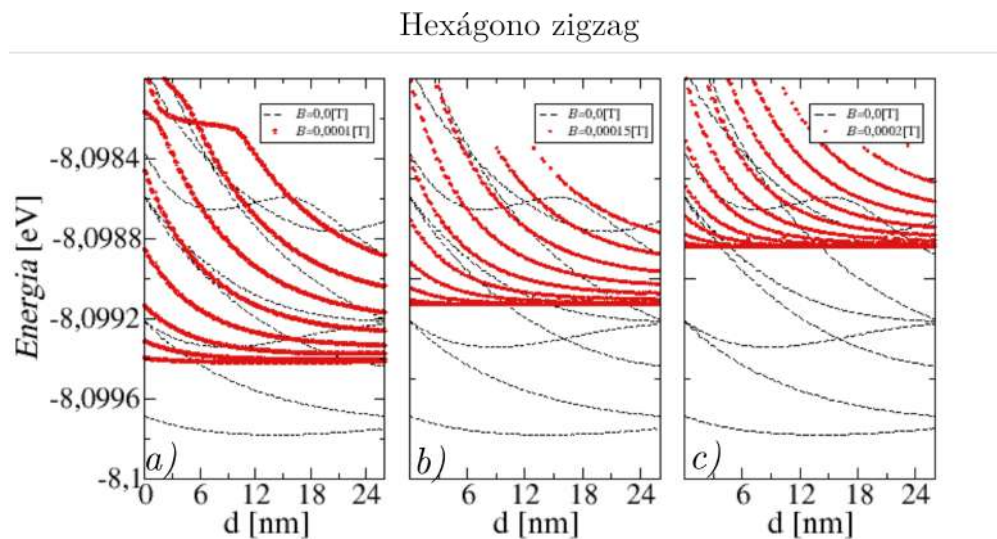 Hexágono zigzag
B=0,0[T]
B=0,0001[T]
B=0,0[T]
B=0,00015[T]
B=0,0[T]
B=0,0002[T]
Energia [eV]
-8,0984
-8,0988
-8,0992
-8,0996
-8,1
a)
b)
c)
0 6 12 18 24
6 12 18 24
6 12 18 24
d [nm]
d [nm]
d [nm]